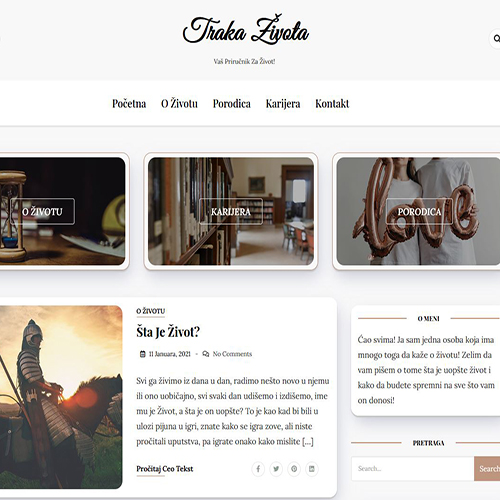 Traka Života
Vaš Priručnik Za Život!
Početna O Životu Porodica Karijera Kontakt
O ŽIVOTU
KARIJERA
PORODICA
love
O ŽIVOTU
Šta Je Život?
11 Januara, 2021 No Comments
Svi ga živimo iz dana u dan, radimo nešto novo u njemu
ili ono uobičajno, svi svaki dan udišemo i izdišemo, ime
mu je Život, a šta je on uopšte? To je kao kad bi bili u
ulozi pijuna u igri, znate kako se igra zove, ali niste
pročitali uputstva, pa igrate onako kako mislite [...]
Pročitaj Ceo Tekst
O MENI
Ćao svima! Ja sam jedna osoba koja ima
mnogo toga da kaže o životu! Zelim da
vam pišem o tome šta je uopšte život i
kako da budete spremni na sve što vam
on donosi!
PRETRAGA
Search...
Search